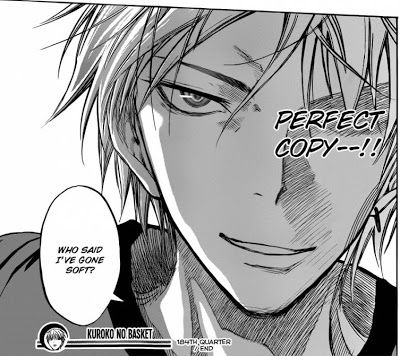 PERFECT
COPY--!!
WHO SAID
I'VE GONE
SOFT?
KUROKO NO BASKET
184TH QUARTER
/ END